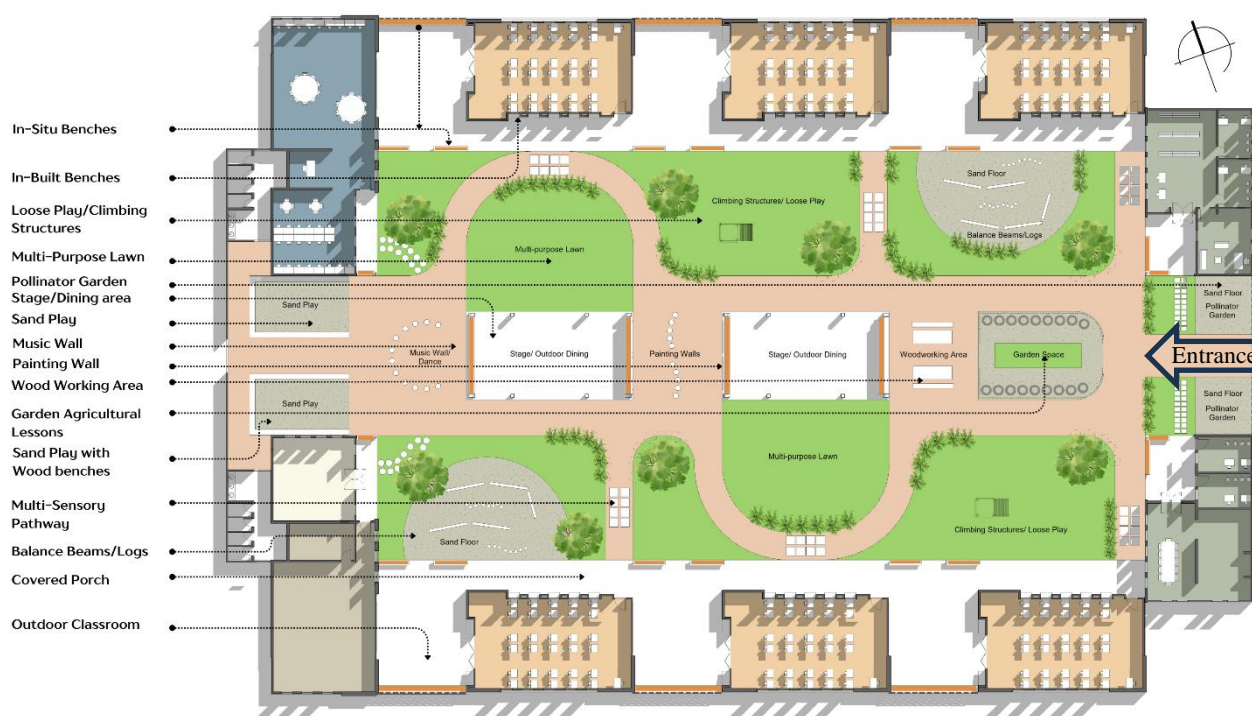 In-Situ Benches
In-Built Benches
Loose Play/Climbing
Structures
Multi-Purpose Lawn
Pollinator Garden
Stage/Dining area
Sand Play
Music Wall
Painting Wall
Wood Working Area
Garden Agricultural
Lessons
Sand Play with
Wood benches
Multi-Sensory
Pathway
Balance Beams/Logs
Covered Porch
Outdoor Classroom
Sand Floor
Climbing Structures/ Loose Play
Balance Beams/Logs
Multi-purpose Lawn
Sand Play
Sand Floor
Pollinator
Garden
Music Wall/
Dance
Stage/ Outdoor Dining
Painting Walls
Stage/ Outdoor Dining
Woodworking Area
Garden Space
Entrance
Sand Play
Sand Floor
Pollinator
Garden
Multi-purpose Lawn
Sand Floor
Climbing Structures/ Loose Play